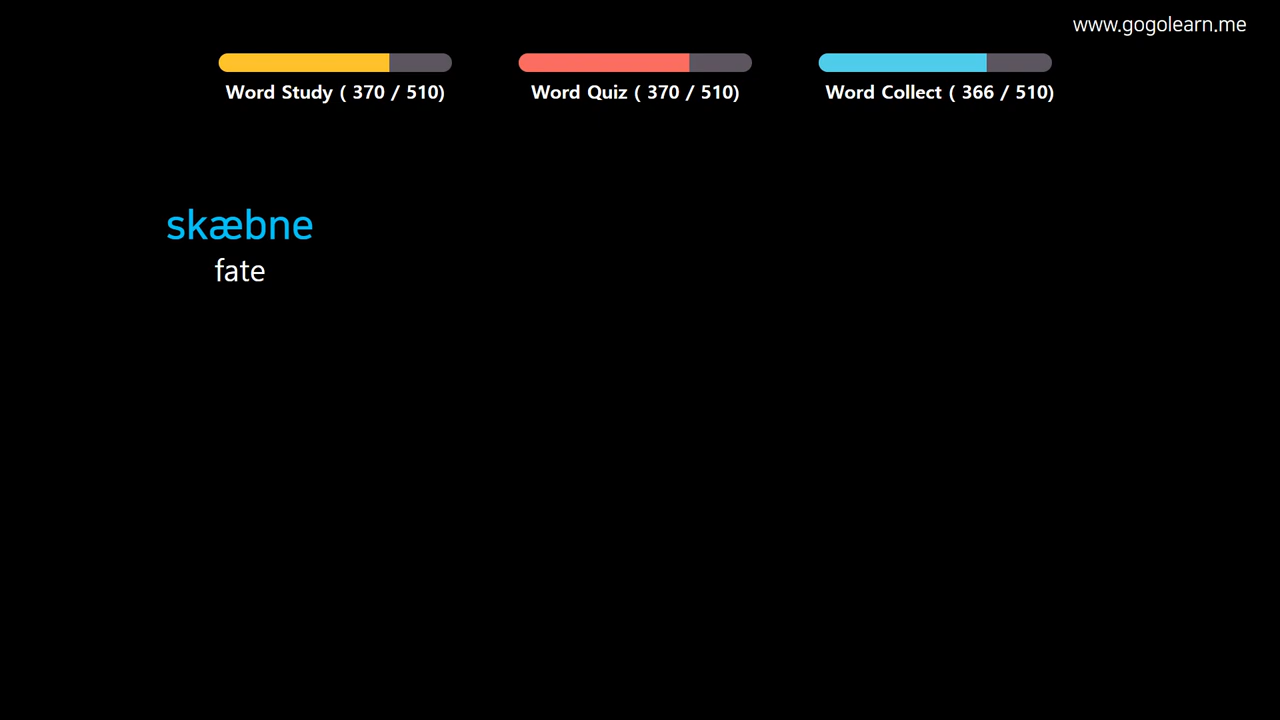 www.gogolearn.me
Word Study ( 370 / 510)
Word Quiz ( 370 / 510)
Word Collect ( 366 / 510)
skæbne
fate